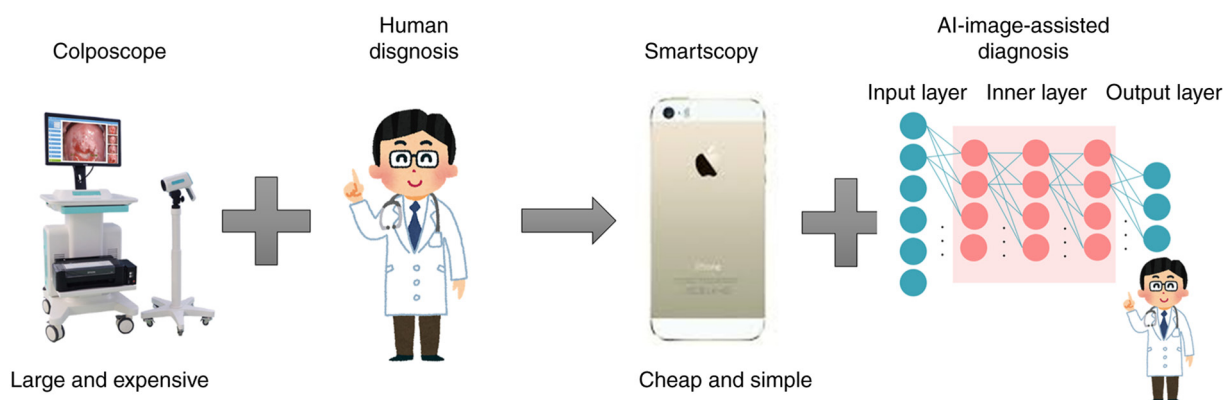 Colposcope
Human
disgnosis
Smartscopy
AI-image-assisted
diagnosis
Input layer
Inner layer
Output layer
iPhone
Large and expensive
Cheap and simple